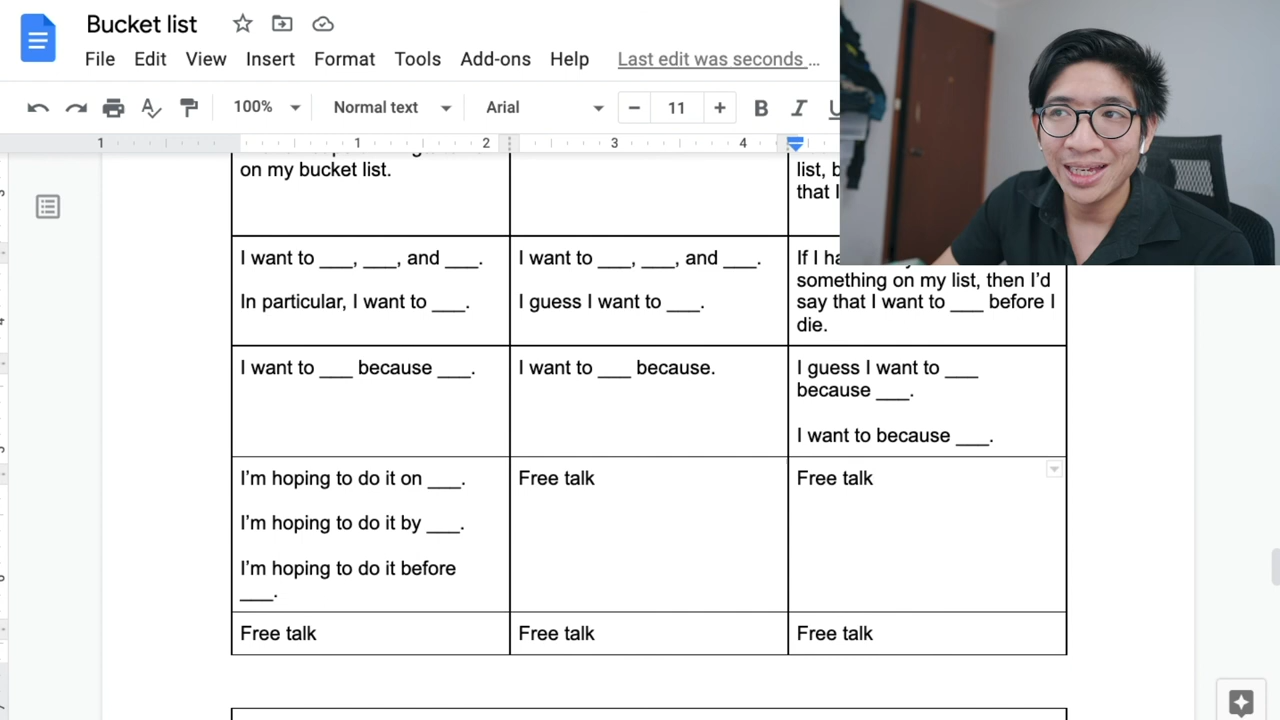 Bucket list
File Edit View Insert Format Tools Add-ons Help Last edit was seconds ...
100% Normal text Arial 11 B I U
1 1 2 3 4
on my bucket list.
list, b
that I
I want to ___, ___, and ___.
In particular, I want to ___.
I want to ___, ___, and ___.
I guess I want to ___.
If I ha
something on my list, then I’d
say that I want to ___ before I
die.
I want to ___ because ___.
I want to ___ because.
I guess I want to ___
because ___.
I want to because ___.
I’m hoping to do it on ___.
I’m hoping to do it by ___.
I’m hoping to do it before
___.
Free talk
Free talk
Free talk
Free talk
Free talk